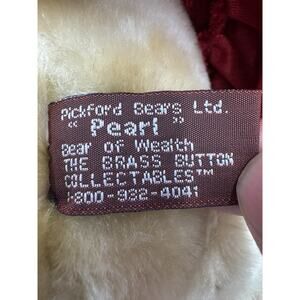 Pickford Bears Ltd.
"Pearl"
Bear of Wealth
THE BRASS BUTTON
COLLECTABLES™
1-800-932-4041